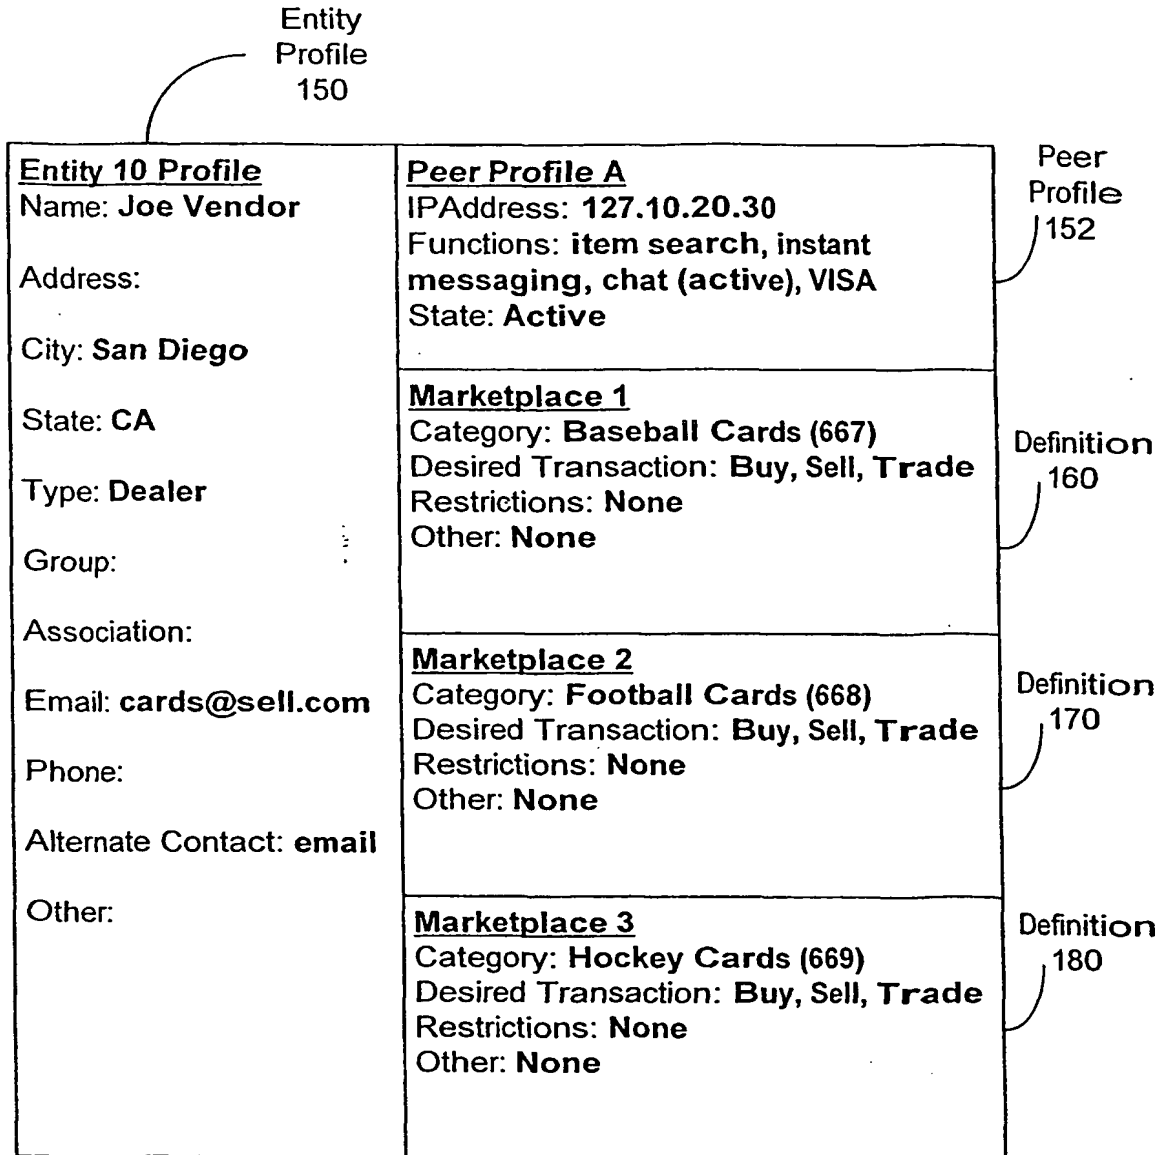 Entity
Profile
150
Entity 10 Profile
Name: Joe Vendor
Address:
City: San Diego
State: CA
Type: Dealer
Group:
Association:
Email: cards@sell.com
Phone:
Alternate Contact: email
Other:
Peer Profile A
IPAddress: 127.10.20.30
Functions: item search, instant
messaging, chat (active), VISA
State: Active
Peer
Profile
152
Marketplace 1
Category: Baseball Cards (667)
Desired Transaction: Buy, Sell, Trade
Restrictions: None
Other: None
Definition
160
Marketplace 2
Category: Football Cards (668)
Desired Transaction: Buy, Sell, Trade
Restrictions: None
Other: None
Definition
170
Marketplace 3
Category: Hockey Cards (669)
Desired Transaction: Buy, Sell, Trade
Restrictions: None
Other: None
Definition
180